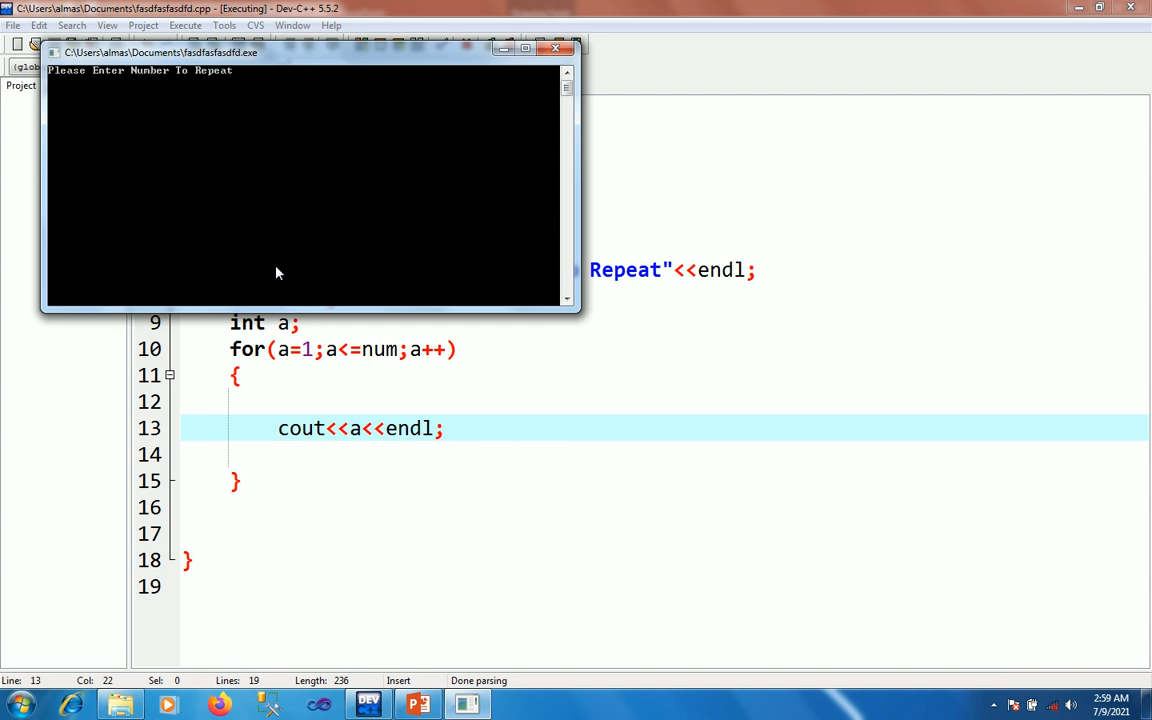 C:\Users\almas\Documents\fasdfasfasdfd.cpp - [Executing] - Dev-C++ 5.5.2
File Edit Search View Project Execute Tools CVS Window Help
C:\Users\almas\Documents\fasdfasfasdfd.exe
(glob
Please Enter Number To Repeat
Project
Repeat"<<endl;
9 int a;
10 for(a=1;a<=num;a++)
11 {
12
13 cout<<a<<endl;
14
15 }
16
17
18 }
19
Line: 13 Col: 22 Sel: 0 Lines: 19 Length: 236 Insert Done parsing
DEV
2:59 AM
7/9/2021